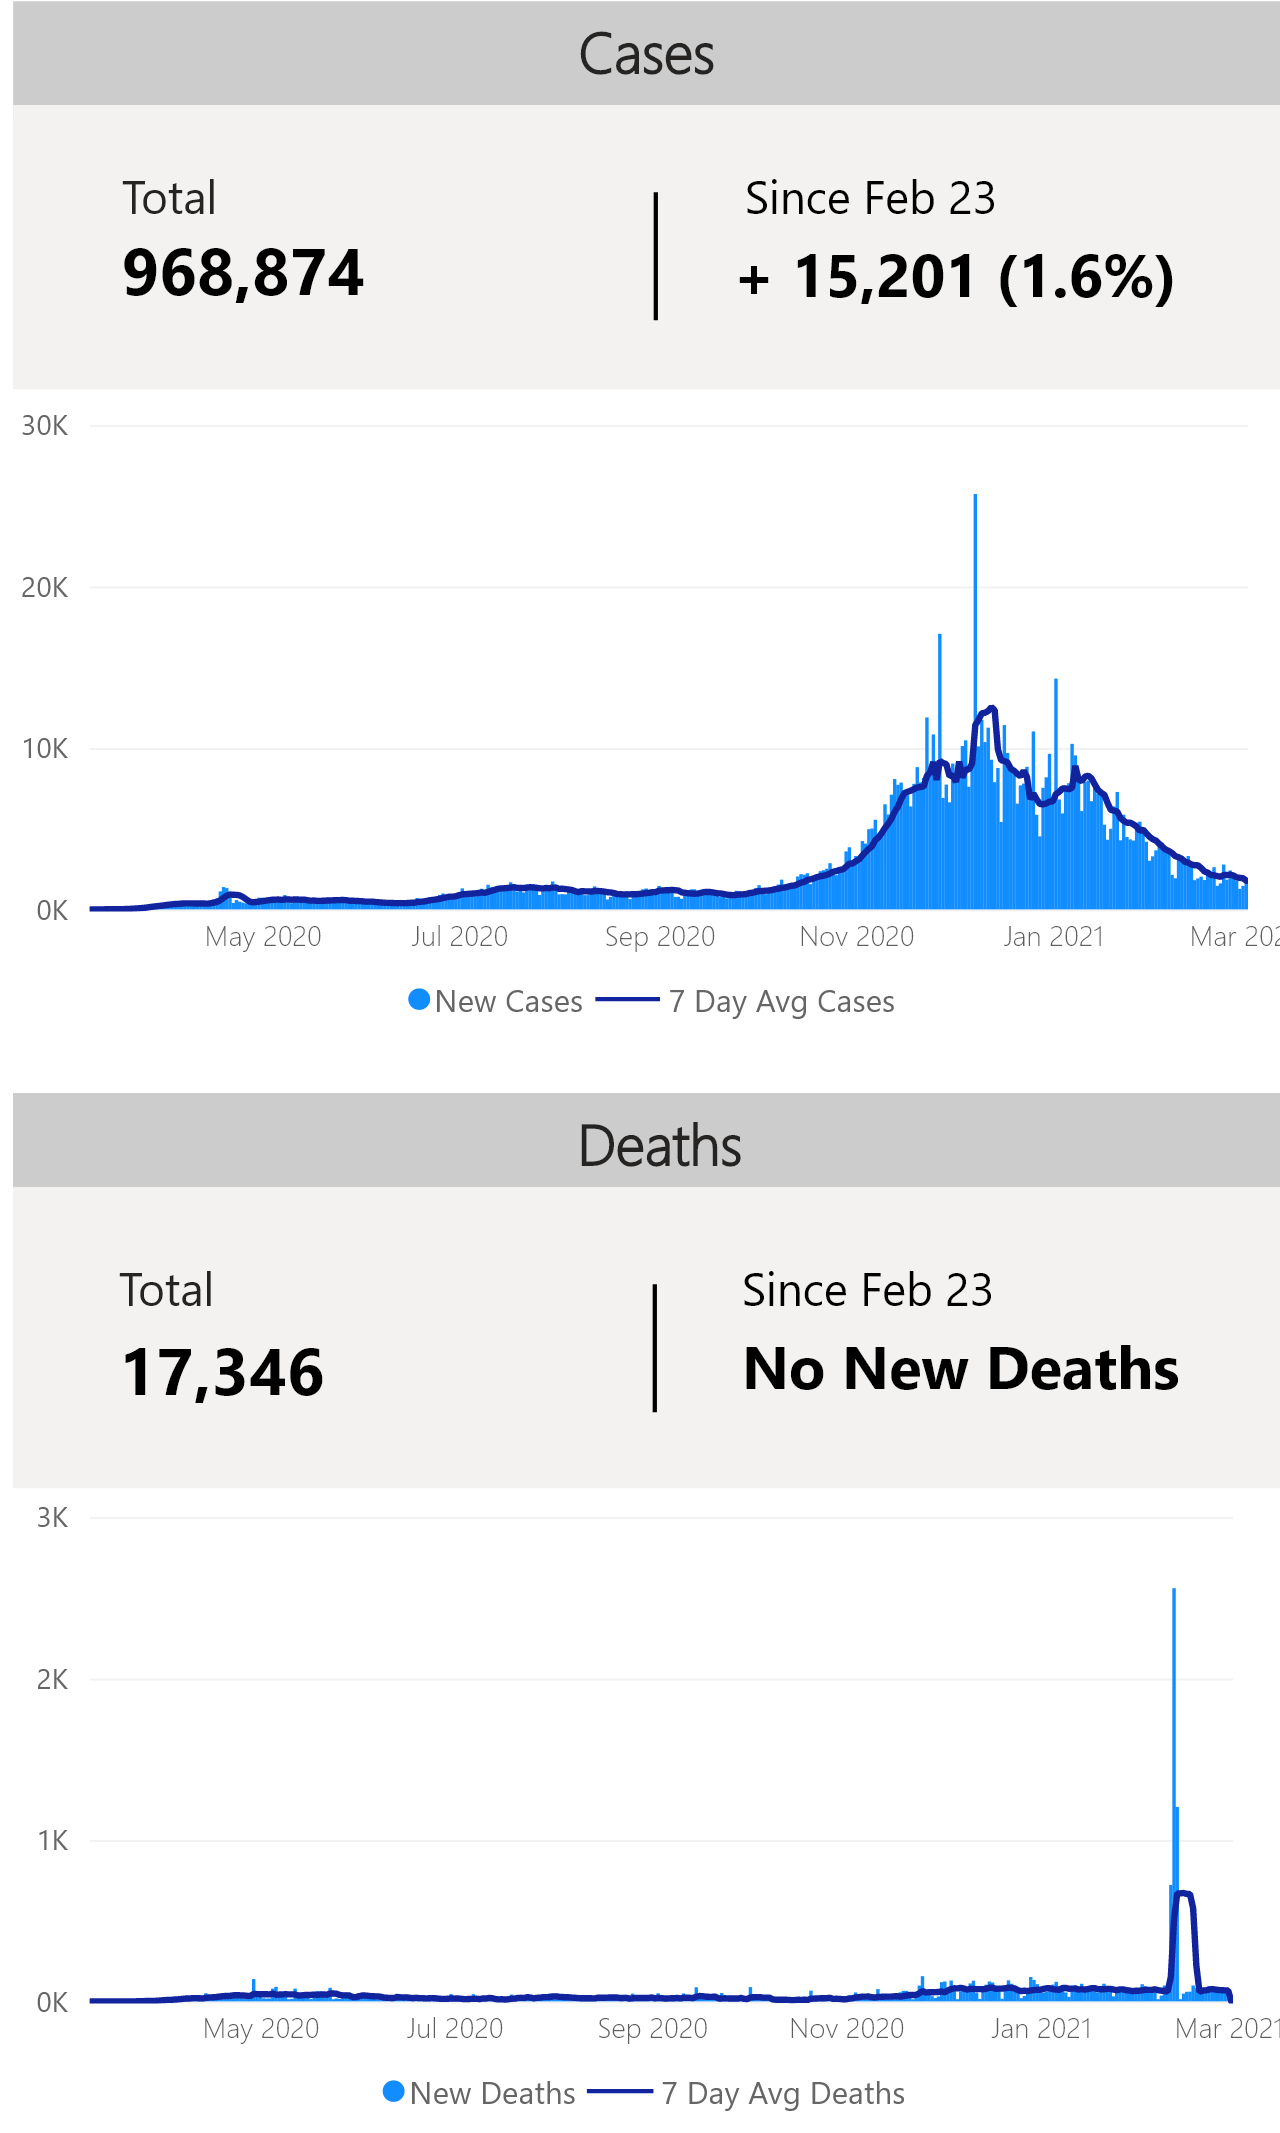 Cases
Total
Since Feb 23
968,874
+ 15,201 (1.6%)
30K
20K
10K
0K
May 2020 Jul 2020 Sep 2020 Nov 2020 Jan 2021 Mar 202
New Cases 7 Day Avg Cases
Deaths
Total
Since Feb 23
17,346
No New Deaths
3K
2K
1K
0K
May 2020 Jul 2020 Sep 2020 Nov 2020 Jan 2021 Mar 2021
New Deaths 7 Day Avg Deaths